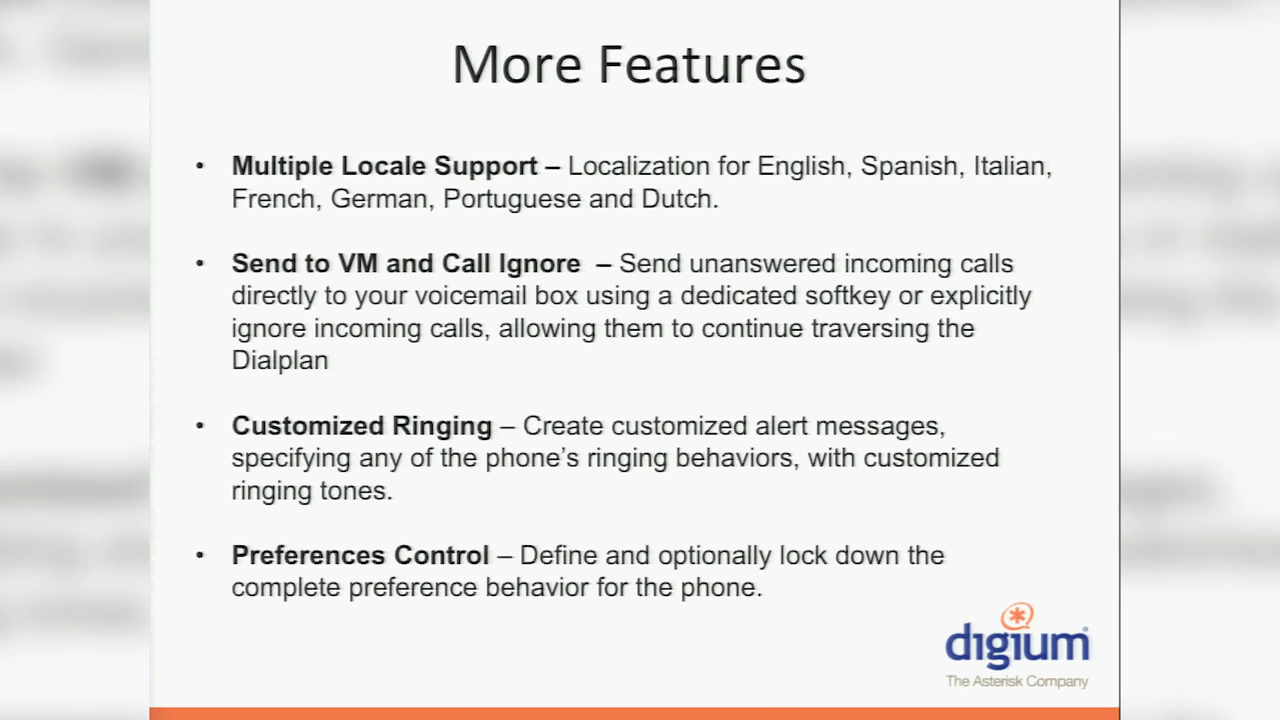 More Features
• Multiple Locale Support – Localization for English, Spanish, Italian,
French, German, Portuguese and Dutch.
• Send to VM and Call Ignore – Send unanswered incoming calls
directly to your voicemail box using a dedicated softkey or explicitly
ignore incoming calls, allowing them to continue traversing the
Dialplan
• Customized Ringing – Create customized alert messages,
specifying any of the phone’s ringing behaviors, with customized
ringing tones.
• Preferences Control – Define and optionally lock down the
complete preference behavior for the phone.
digium
The Asterisk Company